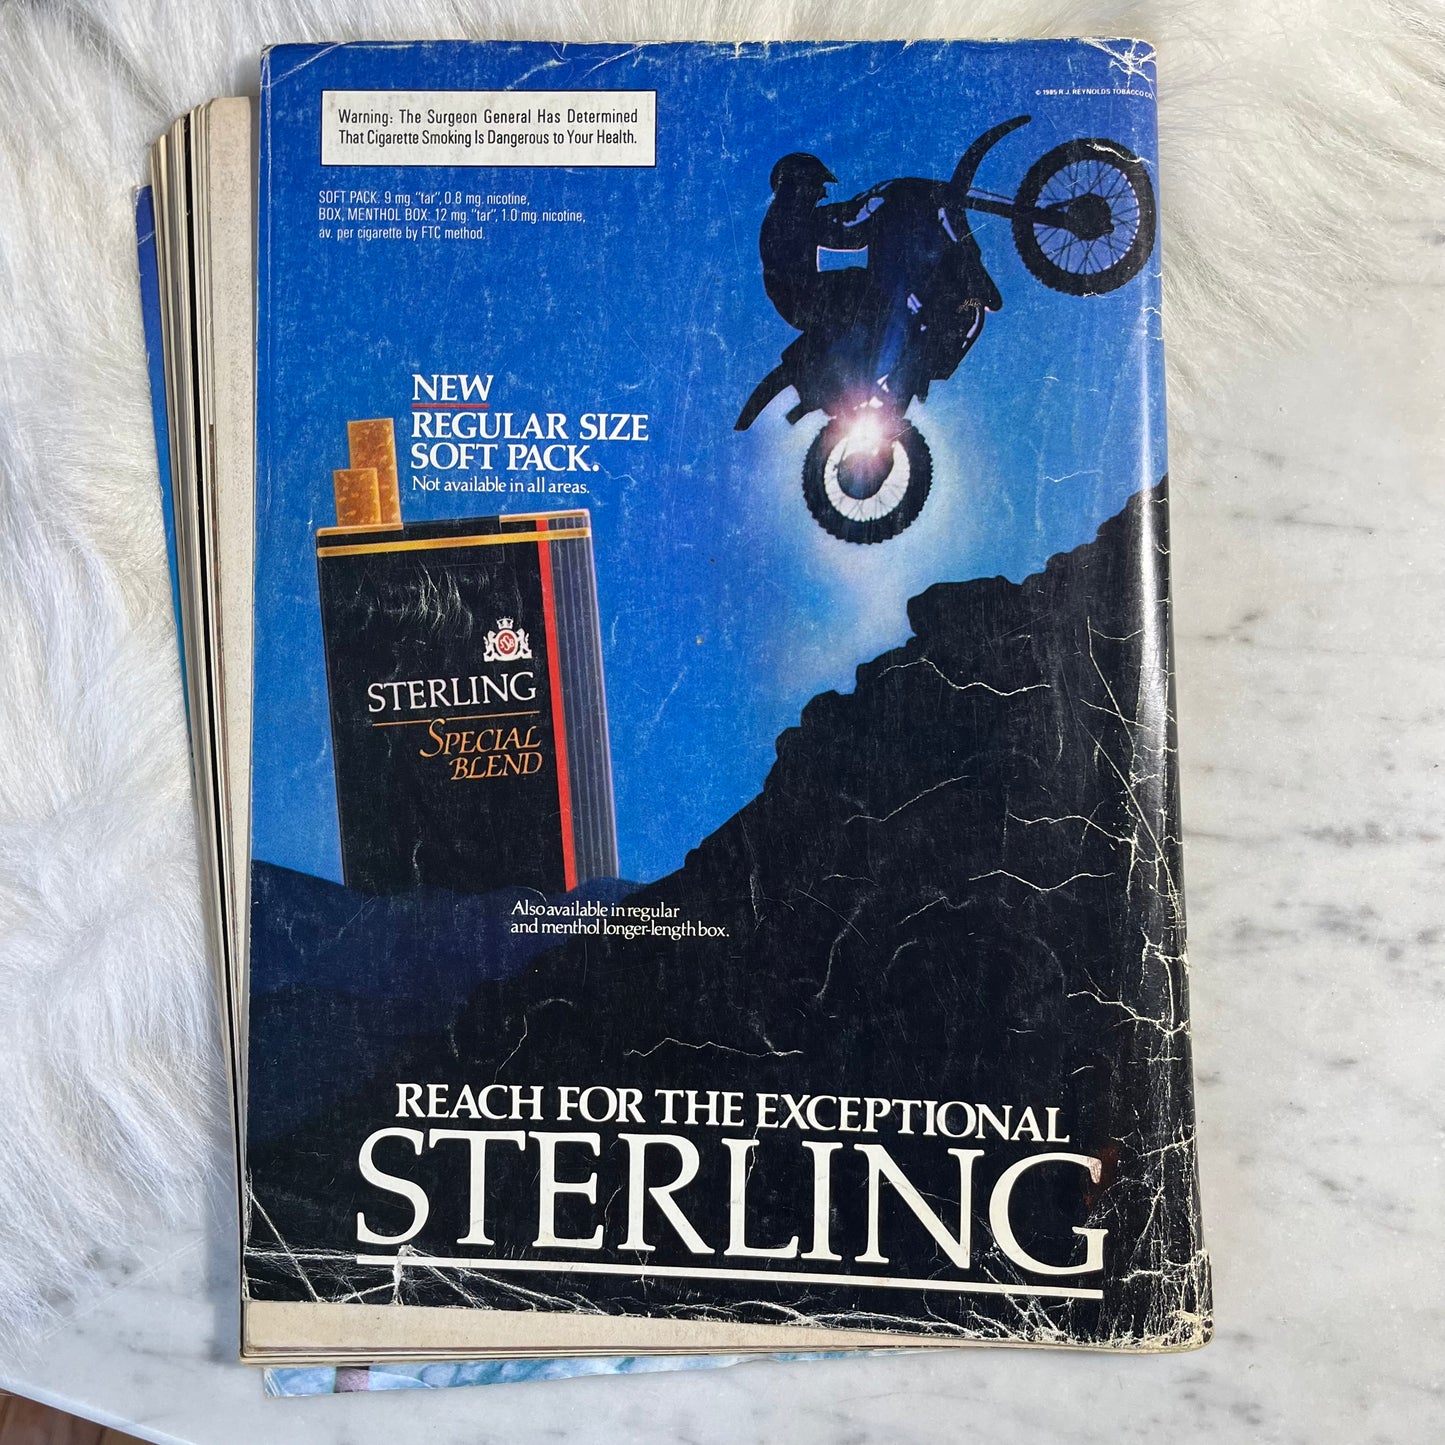 © 1985 R.J. REYNOLDS TOBACCO CO.
Warning: The Surgeon General Has Determined
That Cigarette Smoking Is Dangerous to Your Health.
SOFT PACK: 9 mg. "tar", 0.8 mg. nicotine,
BOX, MENTHOL BOX: 12 mg. "tar", 1.0 mg. nicotine,
av. per cigarette by FTC method.
NEW
REGULAR SIZE
SOFT PACK.
Not available in all areas.
STERLING
SPECIAL
BLEND
Also available in regular
and menthol longer-length box.
REACH FOR THE EXCEPTIONAL
STERLING